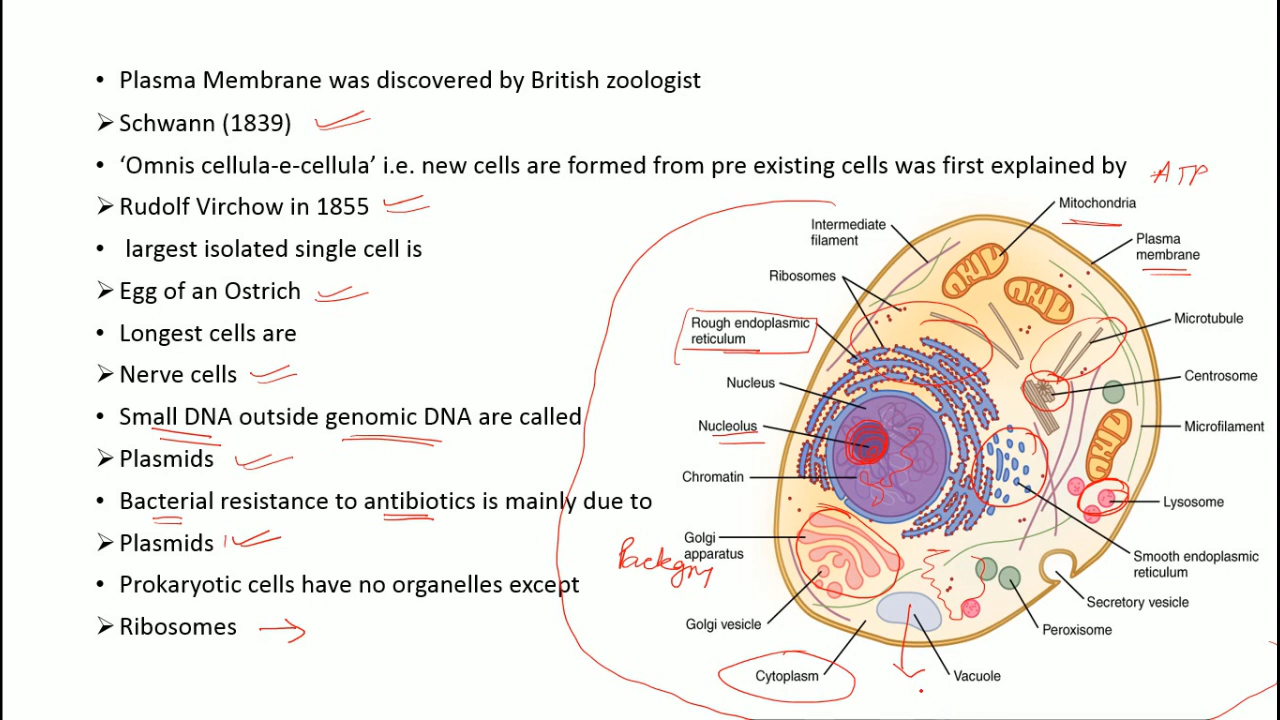 • Plasma Membrane was discovered by British zoologist
➤ Schwann (1839)
• ‘Omnis cellula-e-cellula’ i.e. new cells are formed from pre existing cells was first explained by
➤ Rudolf Virchow in 1855
• largest isolated single cell is
➤ Egg of an Ostrich
• Longest cells are
➤ Nerve cells
• Small DNA outside genomic DNA are called
➤ Plasmids
• Bacterial resistance to antibiotics is mainly due to
➤ Plasmids
• Prokaryotic cells have no organelles except
➤ Ribosomes
ATP
Mitochondria
Intermediate
filament
Plasma
membrane
Ribosomes
Rough endoplasmic
reticulum
Microtubule
Nucleus
Centrosome
Nucleolus
Microfilament
Chromatin
Lysosome
Golgi
apparatus
Smooth endoplasmic
reticulum
Secretory vesicle
Golgi vesicle
Peroxisome
Cytoplasm
Vacuole